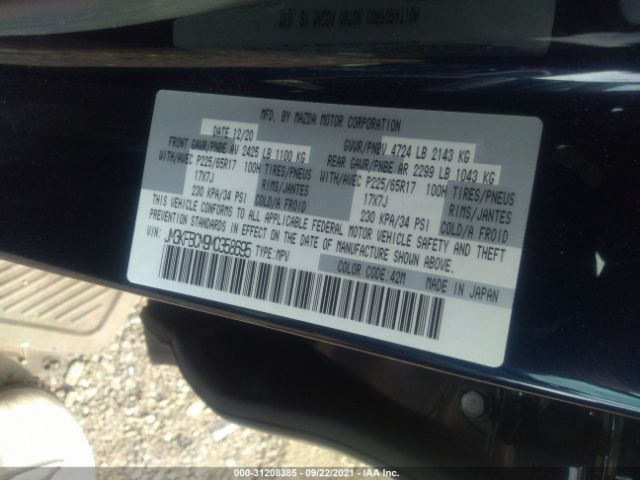 MFD. BY MAZDA MOTOR CORPORATION
DATE 12/20 GVWR/PNBV 4724 LB 2143 KG
FRONT GAWR/PNBE AV 2425 LB 1100 KG REAR GAWR/PNBE AR 2299 LB 1043 KG
WITH/AVEC P225/65R17 100H TIRES/PNEUS WITH/AVEC P225/65R17 100H TIRES/PNEUS
17X7J RIMS/JANTES 17X7J RIMS/JANTES
230 KPA/34 PSI COLD/A FROID 230 KPA/34 PSI COLD/A FROID
THIS VEHICLE CONFORMS TO ALL APPLICABLE FEDERAL MOTOR VEHICLE SAFETY AND THEFT
PREVENTION STANDARDS IN EFFECT ON THE DATE OF MANUFACTURE SHOWN ABOVE.
VIN: JM3KFBCM9M0358695 TYPE:MPV
COLOR CODE:42M MADE IN JAPAN
000-31208385 - 09/22/2021 - IAA Inc.